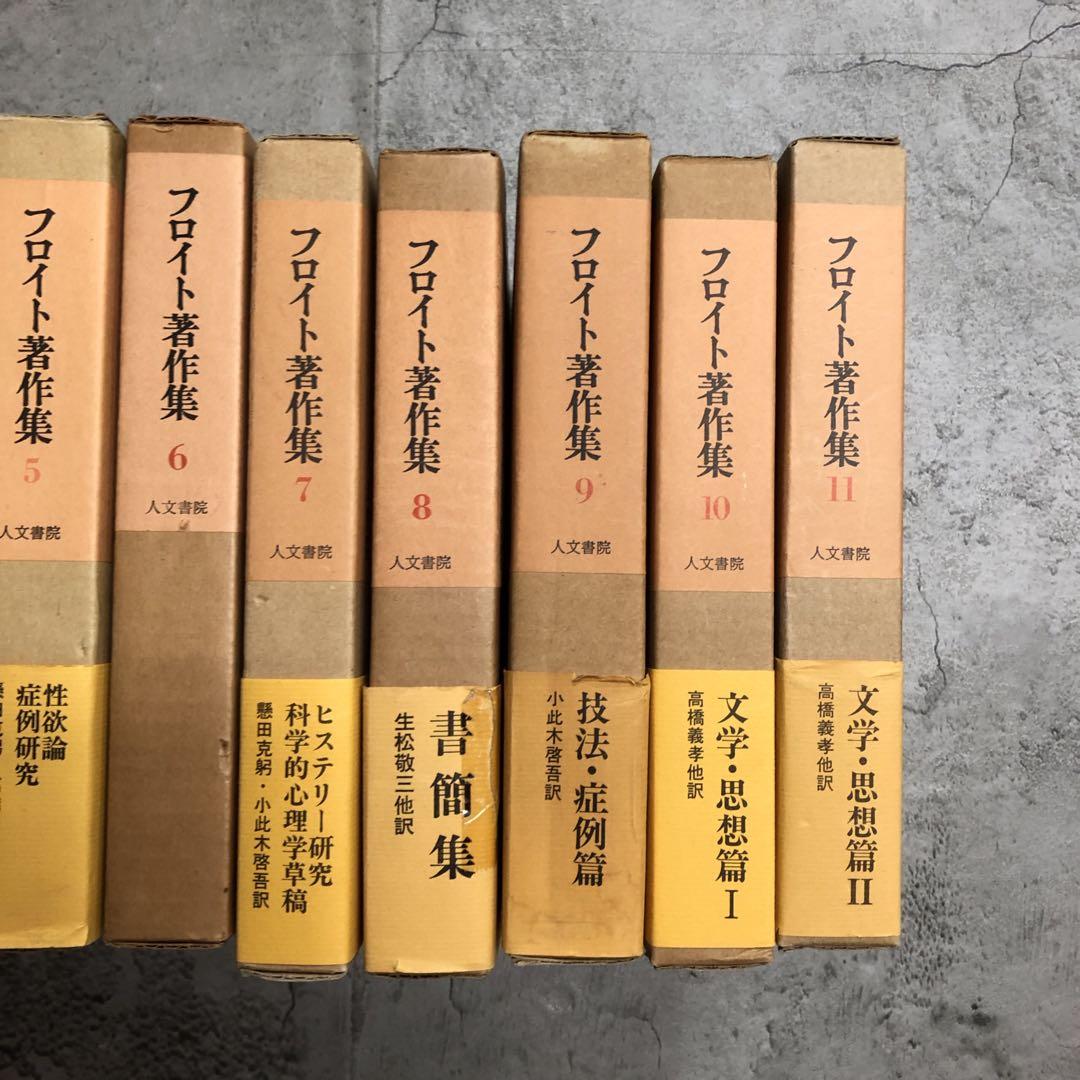 フロイト著作集
5
人文書院
性欲論
症例研究
フロイト著作集
6
人文書院
フロイト著作集
7
人文書院
ヒステリー研究
科学的心理学草稿
懸田克躬・小此木啓吾訳
フロイト著作集
8
人文書院
書簡集
生松敬三他訳
フロイト著作集
9
人文書院
技法・症例篇
小此木啓吾訳
フロイト著作集
10
人文書院
文学・思想篇Ⅰ
高橋義孝他訳
フロイト著作集
11
人文書院
文学・思想篇Ⅱ
高橋義孝他訳